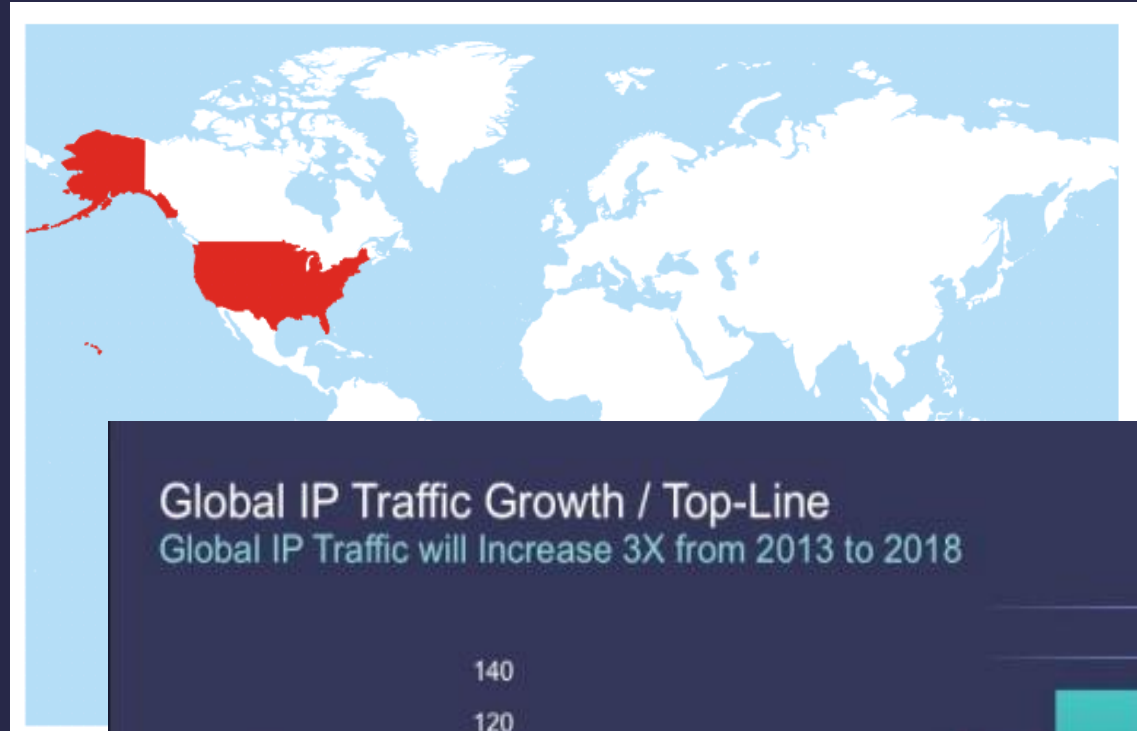 Global IP Traffic Growth / Top-Line
Global IP Traffic will Increase 3X from 2013 to 2018
140
120